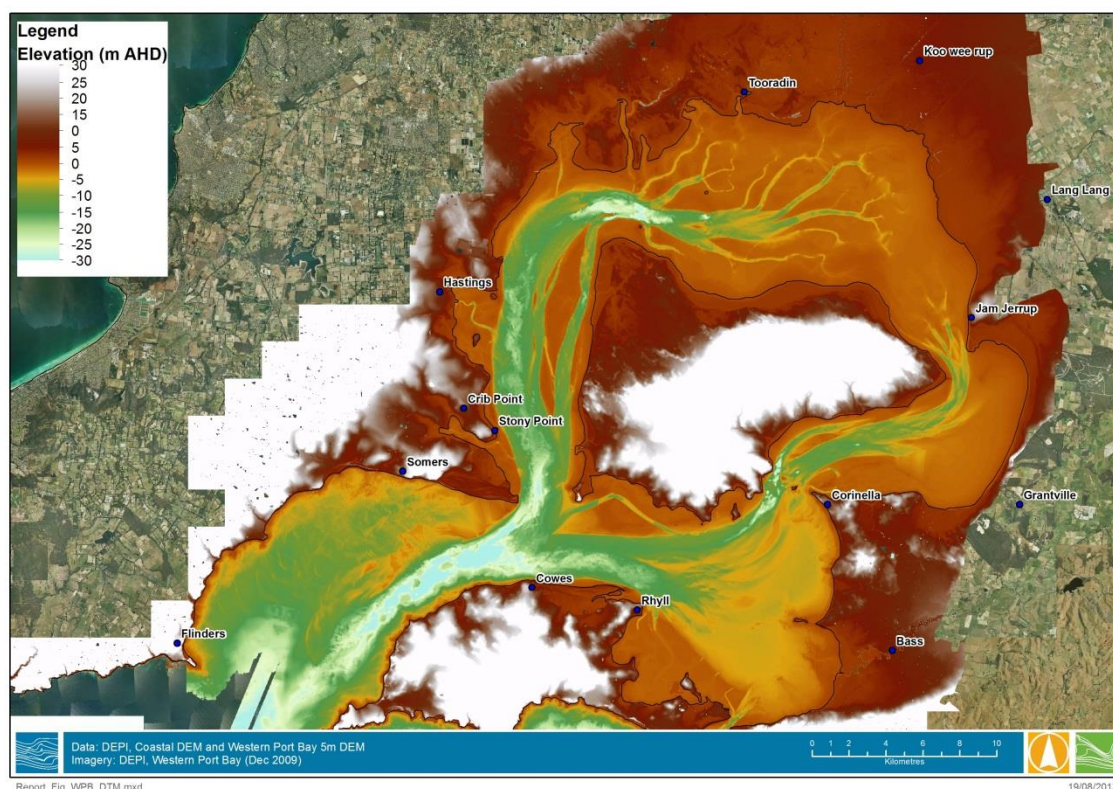 Legend
Elevation (m AHD)
30
25
20
15
0
5
0
-5
-10
-15
-20
-25
-30
Koo wee rup
Tooradin
Lang Lang
Hastings
Jam Jerrup
Crib Point
Stony Point
Somers
Corinella
Grantville
Cowes
Rhyll
Flinders
Bass
Data: DEPI, Coastal DEM and Western Port Bay 5m DEM
Imagery: DEPI, Western Port Bay (Dec 2009)
0 1 2 4 6 8 10
Kilometres
Report_Fig_WPB_DTM.mxd